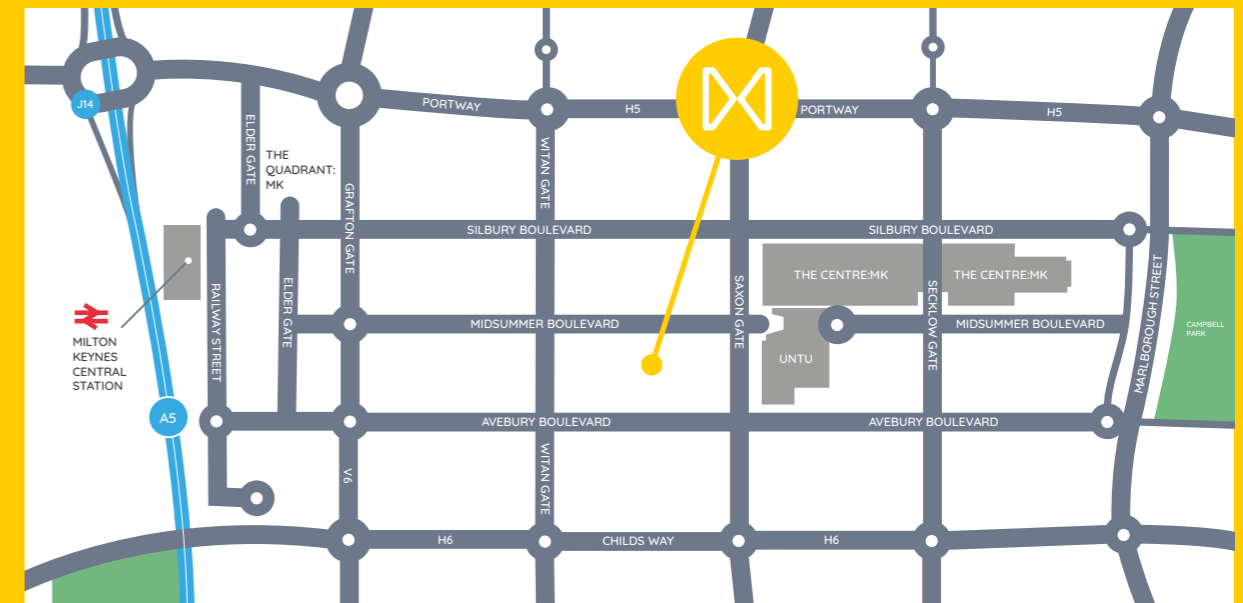 J14
PORTWAY
H5
PORTWAY
H5
ELDER GATE
THE
QUADRANT:
MK
GRAFTON GATE
WITAN GATE
SILBURY BOULEVARD
SILBURY BOULEVARD
THE CENTRE:MK
THE CENTRE:MK
RAILWAY STREET
ELDER GATE
SAXON GATE
SECKLOW GATE
MARLBOROUGH STREET
MILTON
KEYNES
CENTRAL
STATION
MIDSUMMER BOULEVARD
MIDSUMMER BOULEVARD
CAMPBELL
PARK
UNTU
A5
AVEBURY BOULEVARD
AVEBURY BOULEVARD
V6
WITAN GATE
H6
CHILDS WAY
H6